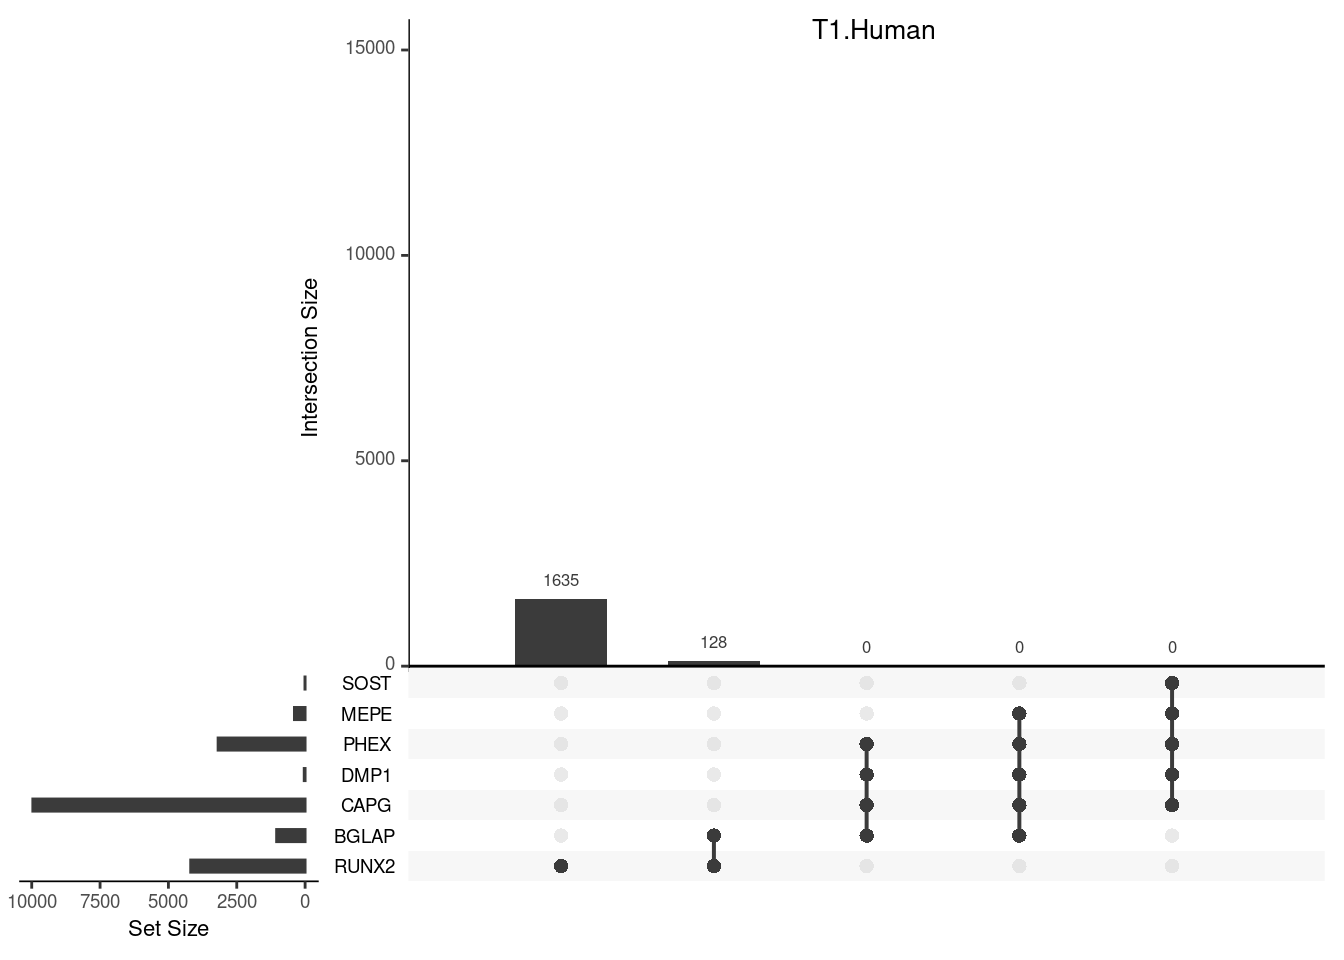 T1.Human
15000
10000
5000
0
Intersection Size
1635
128
0
0
0
SOST
MEPE
PHEX
DMP1
CAPG
BGLAP
RUNX2
10000 7500 5000 2500 0
Set Size